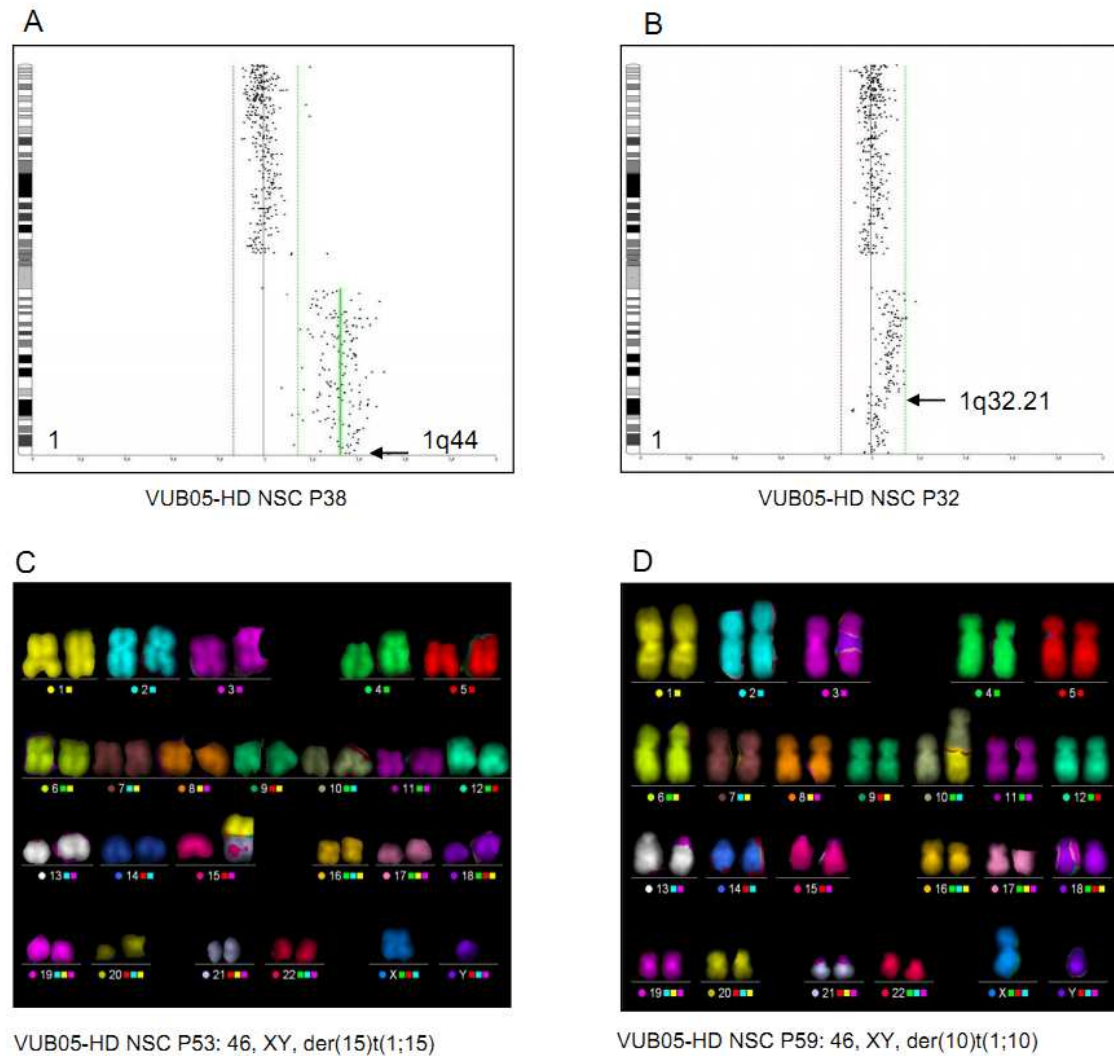 A
B
1q44
1q32.21
1
1
VUB05-HD NSC P38
VUB05-HD NSC P32
C
D
1 2 3 4 5
6 7 8 9 10 11 12
13 14 15 16 17 18
19 20 21 22 X Y
1 2 3 4 5
6 7 8 9 10 11 12
13 14 15 16 17 18
19 20 21 22 X Y
VUB05-HD NSC P53: 46, XY, der(15)t(1;15)
VUB05-HD NSC P59: 46, XY, der(10)t(1;10)